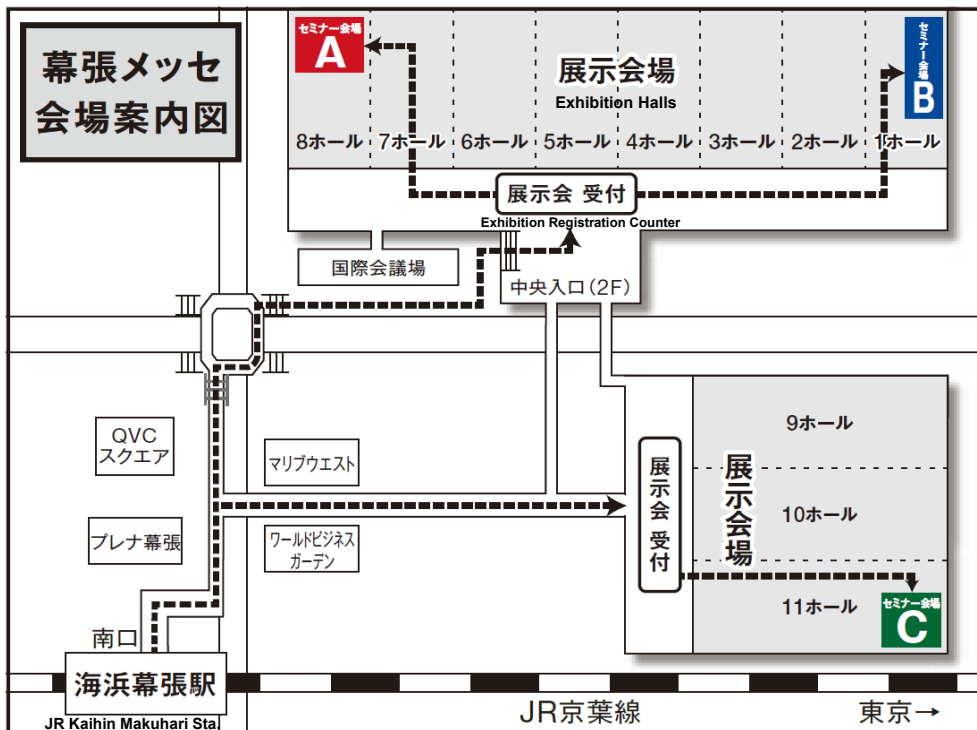 幕張メッセ
会場案内図
セミナー会場
A
展示会場
Exhibition Halls
セミナー会場
B
8ホール
7ホール
6ホール
5ホール
4ホール
3ホール
2ホール
1ホール
展示会 受付
Exhibition Registration Counter
国際会議場
中央入口(2F)
QVC
スクエア
マリブウエスト
プレナ幕張
ワールドビジネス
ガーデン
展示会 受付
展示会場
9ホール
10ホール
11ホール
セミナー会場
C
南口
海浜幕張駅
JR Kaihin Makuhari Sta.
JR京葉線
東京→